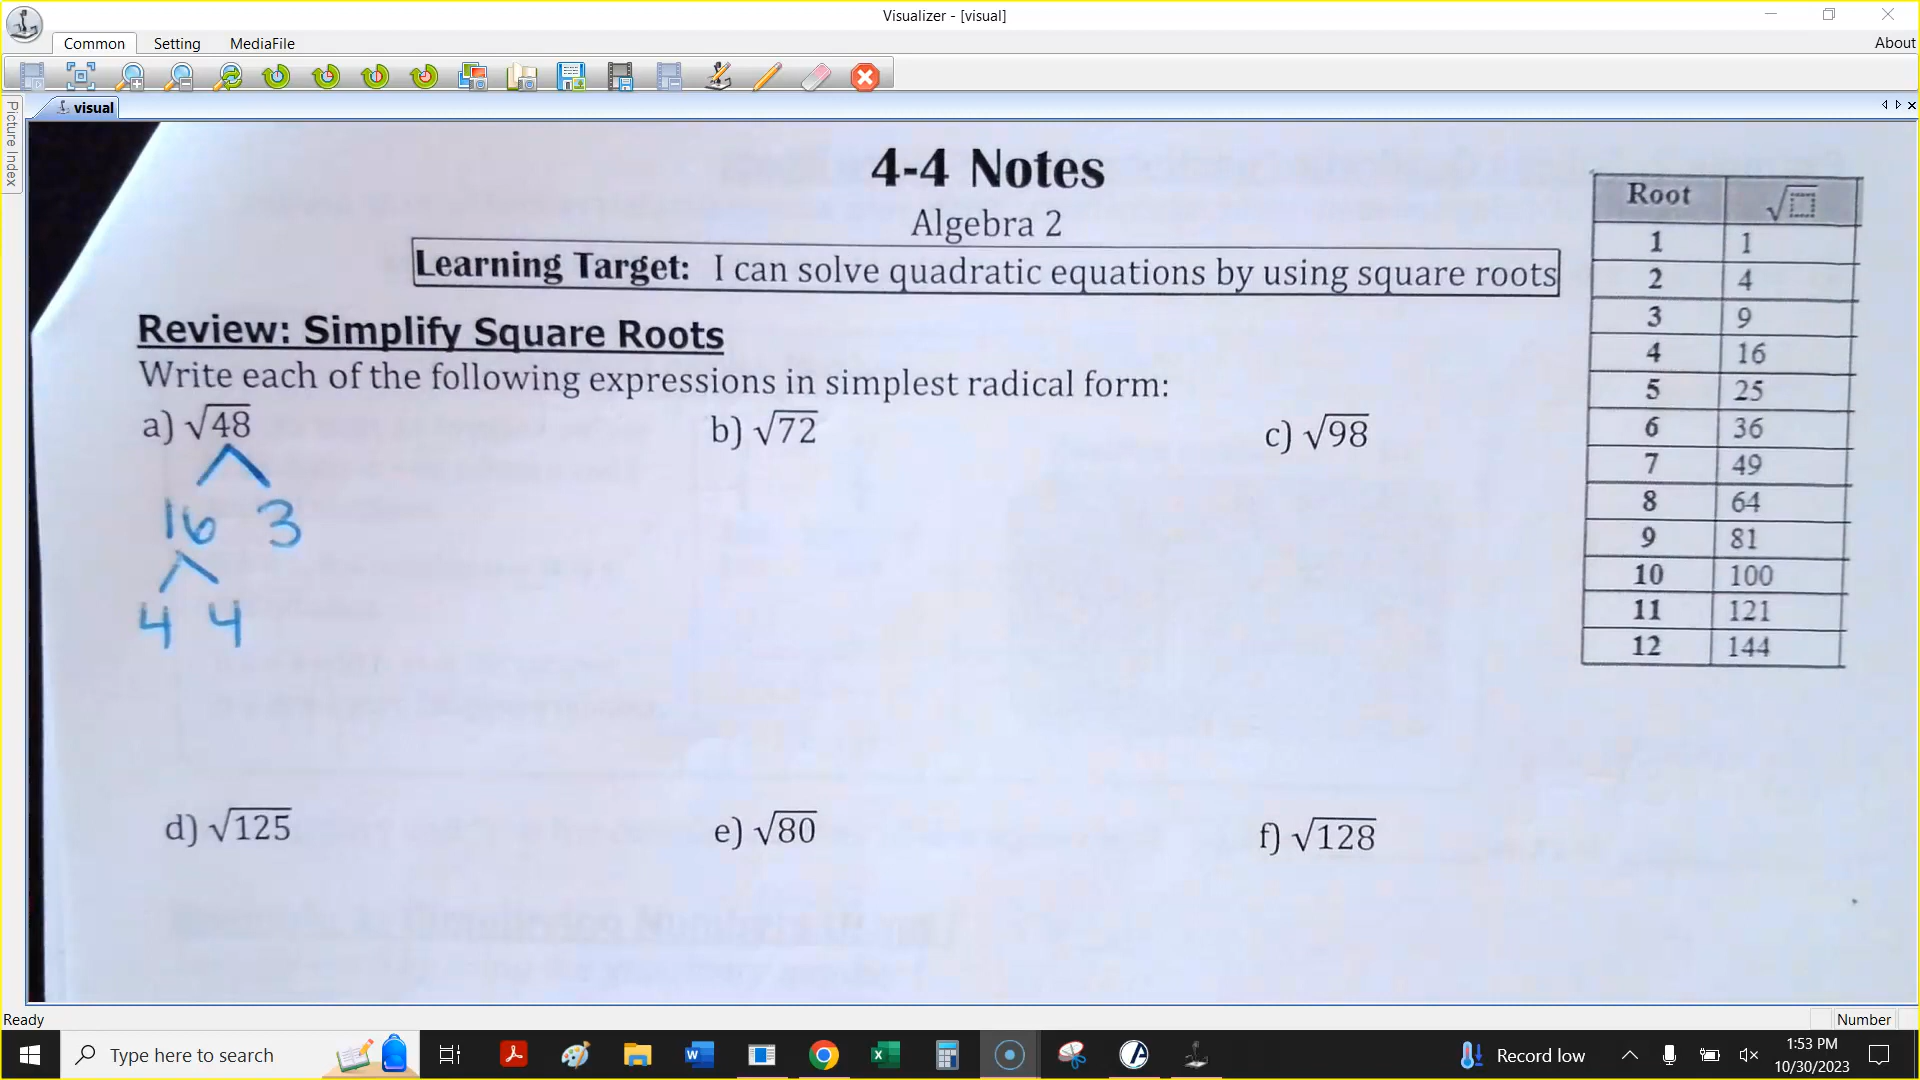 Visualizer - [visual]
Common Setting MediaFile About
visual
Picture Index
4-4 Notes
Algebra 2
Learning Target: I can solve quadratic equations by using square roots
Review: Simplify Square Roots
Write each of the following expressions in simplest radical form:
a) √48 b) √72 c) √98
16 3
4 4
d) √125 e) √80 f) √128
Root √
1 1
2 4
3 9
4 16
5 25
6 36
7 49
8 64
9 81
10 100
11 121
12 144
Ready Number
Type here to search
Record low
1:53 PM
10/30/2023